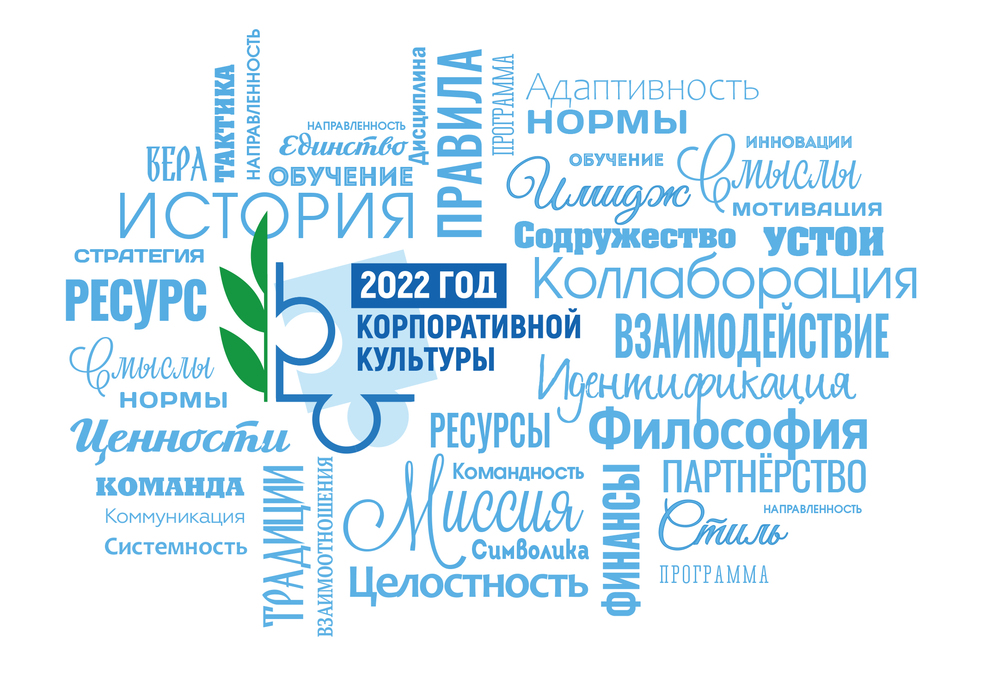 НАПРАВЛЕННОСТЬ
ТАКТИКА
ВЕРА
НАПРАВЛЕННОСТЬ
Единство
ОБУЧЕНИЕ
Дисциплина
ПРАВИЛА
ПРОГРАММА
Адаптивность
НОРМЫ
ИННОВАЦИИ
ОБУЧЕНИЕ
Смыслы
Имидж
МОТИВАЦИЯ
ИСТОРИЯ
Содружество
УСТОИ
СТРАТЕГИЯ
РЕСУРС
Коллаборация
2022 ГОД
КОРПОРАТИВНОЙ
КУЛЬТУРЫ
ВЗАИМОДЕЙСТВИЕ
Смыслы
НОРМЫ
Идентификация
Ценности
РЕСУРСЫ
Философия
КОМАНДА
Коммуникация
Системность
ТРАДИЦИИ
ВЗАИМООТНОШЕНИЯ
Командность
Миссия
Символика
Целостность
ФИНАНСЫ
ПАРТНЁРСТВО
НАПРАВЛЕННОСТЬ
Стиль
ПРОГРАММА